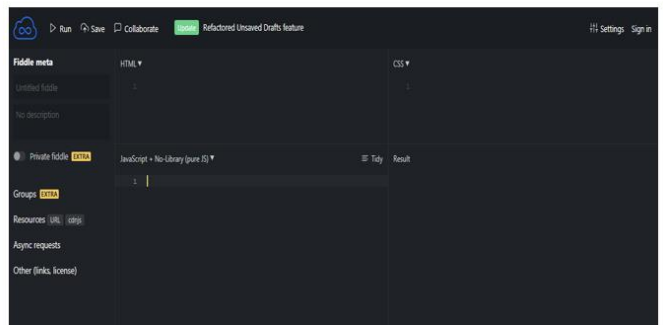 Run Save Collaborate Update Refactored Unsaved Drafts feature Settings Sign in
Fiddle meta
Untitled fiddle
No description
Private fiddle EXTRA
Groups EXTRA
Resources URL cdnjs
Async requests
Other (links, license)
HTML ▼
1
CSS ▼
1
JavaScript + No-Library (pure JS) ▼ Tidy
1
Result